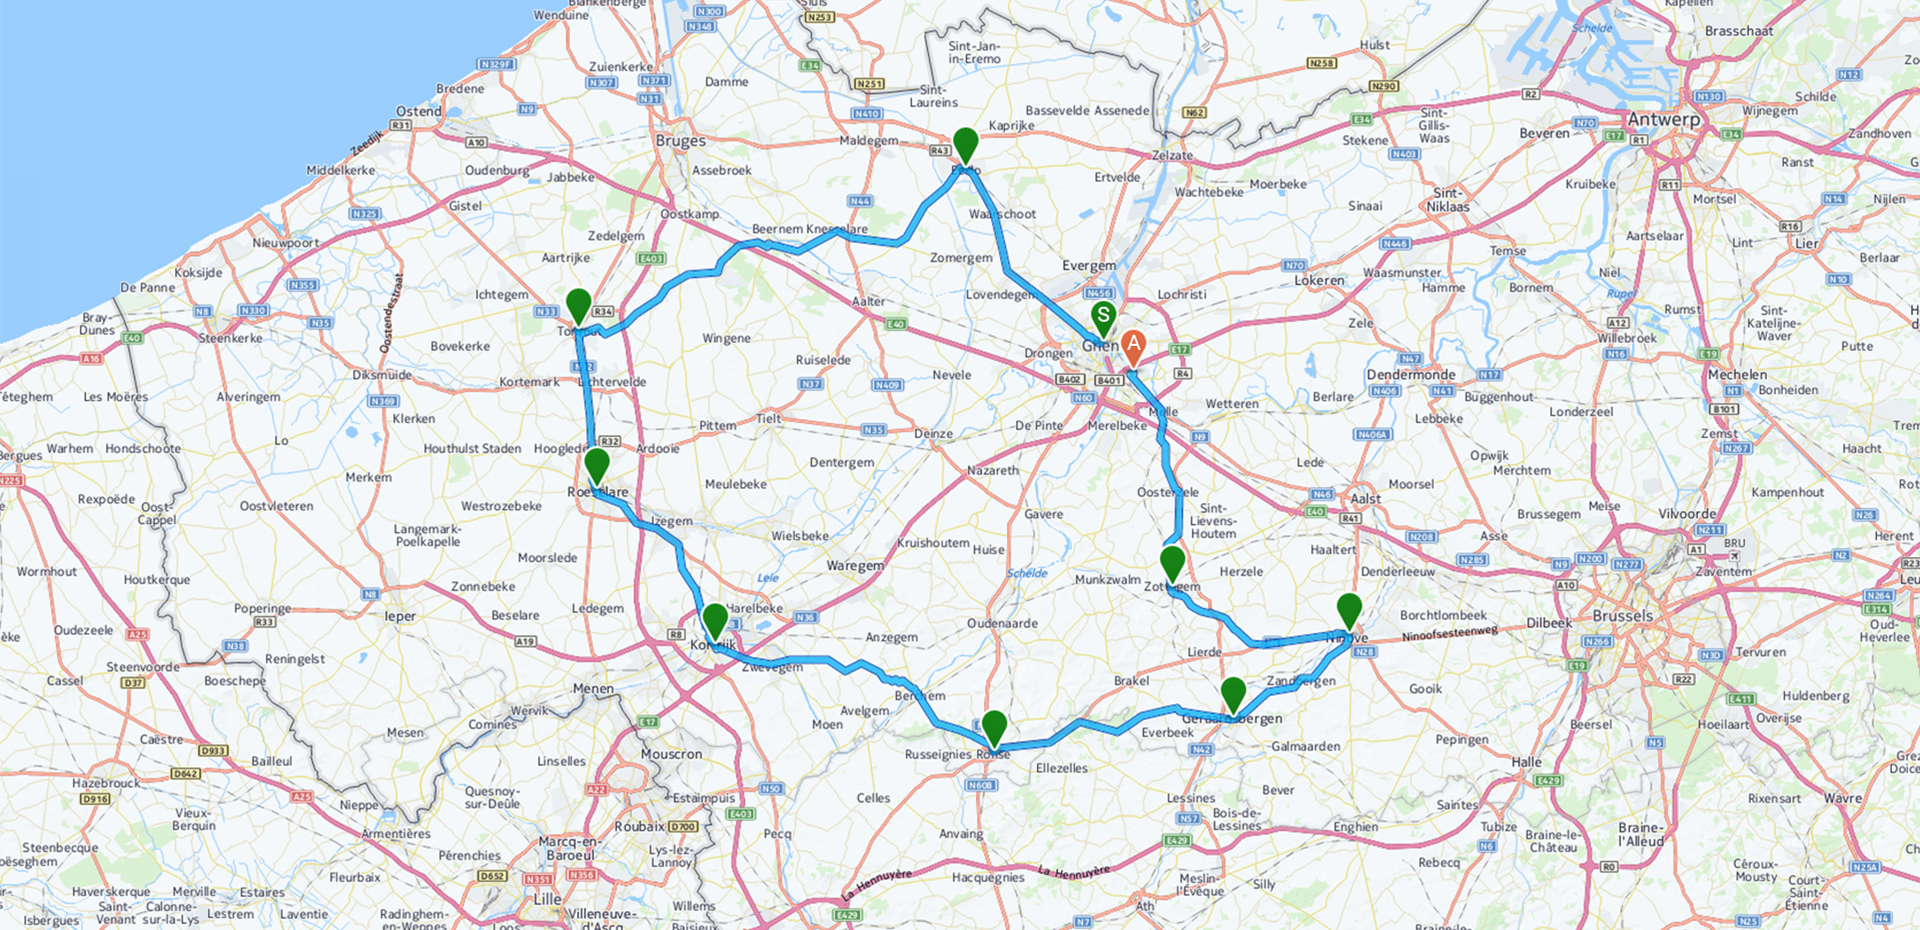 Blankenberge
Wenduine
N300
N348
Sluis
N253
Kapellen
Schelde
Brasschaat
Zuienkerke
N329F
N307
N371
N31
Damme
E34
N251
Sint-Jan-
in-Eremo
Hulst
N258
N290
N12
Bredene
Ostend
R31
N9
Sint-
Laureins
N410
Bassevelde
Assenede
N62
R2
N130
Schilde
Wijnegem
Zeedijk
A10
Bruges
Maldegem
R43
Kaprijke
E34
Sint-
Gillis-
Waas
Stekene
N403
Beveren
N70
E17
Antwerp
R1
E34
Zandhoven
Middelkerke
Oudenburg
Jabbeke
Assebroek
Zelzate
Ertvelde
Wachtebeke
Moerbeke
Kruibeke
R11
Ranst
Mortsel
N14
Nijlen
Gistel
N325
N44
Oostkamp
Waarschoot
Sinaai
Sint-
Niklaas
Nieuwpoort
Zedelgem
Beernem
Knesselare
N446
Temse
Aartselaar
Lint
R16
Lier
Koksijde
Aartrijke
E403
Zomergem
Evergem
N70
Lokeren
Waasmunster
Hamme
Bornem
Niel
Rupel
N10
Berlaar
De Panne
N355
Ichtegem
N33
R34
Aalter
Lovendegem
N456
Lochristi
Bray-
Dunes
E40
N8
N330
N35
Steenkerke
Oostendestraat
S
A
Zele
A12
Rumst
Willebroek
N16
Sint-
Katelijne-
Waver
Putte
A16
Bovekerke
Wingene
E40
Drongen
E17
R4
N47
Dendermonde
N17
E19
Mechelen
Les Moëres
Alveringem
Diksmuide
N369
Kortemark
Lichtervelde
Ruiselede
N37
N409
Nevele
B402
B401
N60
N406
N41
Buggenhout
N1
Bonheiden
Klerken
Pittem
Tielt
N35
Deinze
De Pinte
Merelbeke
Melle
Wetteren
Berlare
Lebbeke
Londerzeel
B101
Zemst
N267
Haacht
Warhem
Hondschoote
Lo
Houthulst
Staden
R32
Ardooie
N9
N406A
Opwijk
Merchtem
N225
Merkem
Dentergem
Nazareth
Lede
Moorsel
Kampenhout
Rexpoëde
Oost-
Cappel
Oostvleteren
Westrozebeke
Roeselare
Meulebeke
Gavere
Oosterzele
Sint-
Lievens-
Houtem
N46
E40
R41
Aalst
Brussegem
Meise
Vilvoorde
N26
Langemark-
Poelkapelle
Izegem
Wielsbeke
Kruishoutem
Huise
Haaltert
N208
Asse
N211
BRU
A1
Herent
Wormhout
Houtkerque
Moorslede
Zonnebeke
Leie
Waregem
Schelde
Munkzwalm
Zottegem
Herzele
Denderleeuw
N285
N9
A10
N200
N277
Zaventem
N2
R23
N8
Poperinge
R33
Ieper
Beselare
Ledegem
Harelbeke
N36
Oudenaarde
Borchtlombeek
Brussels
N264
E314
Oud-
Heverlee
Oudezeele
A25
N38
Reningelst
A19
R8
Kortrijk
Zwevegem
Anzegem
Lierde
Ninove
N28
Ninoofsesteenweg
Dilbeek
N266
N3D
Tervuren
Steenvoorde
D37
Cassel
Boeschepe
Menen
Berchem
Brakel
Zandbergen
Gooik
E19
R22
E411
Huldenberg
Wervik
Comines
Mesen
E17
Moen
Avelgem
Geraardsbergen
Everbeek
N42
Galmaarden
Pepingen
Beersel
Hoeilaart
Overijse
Caëstre
D933
Bailleul
Linselles
Mouscron
Russeignies
Ronse
Ellezelles
Halle
N5
Hazebrouck
D916
D642
A25
Nieppe
Quesnoy-
sur-Deûle
A22
Estaimpuis
E403
N50
N608
Celles
Lessines
N57
Bever
Bois-de-
Lessines
Saintes
E429
Rixensart
Wavre
Vieux-
Berquin
Armentières
Roubaix
D700
Pecq
Anvaing
E429
Enghien
Tubize
N6
Braine-le-
Château
Braine-
l'Alleud
Steenbecque
Pérenchies
D652
Marcq-en-
Barœul
Lys-lez-
Lannoy
La Hennuyère
La Hennuyère
Hacquegnies
Rebecq
R0
Céroux-
Mousty
N25A
Haverskerque
Merville
Estaires
Fleurbaix
N351
N356
Meslin-
l'Évêque
Silly
Court-
Saint-
Étienne
Isbergues
Saint-
Venant
Calonne-
sur-la-Lys
Lestrem
Laventie
Radinghem-
en-Weppes
Lille
Villeneuve-
d'Ascq
Willems
E429
Ath
N7
N25
N4